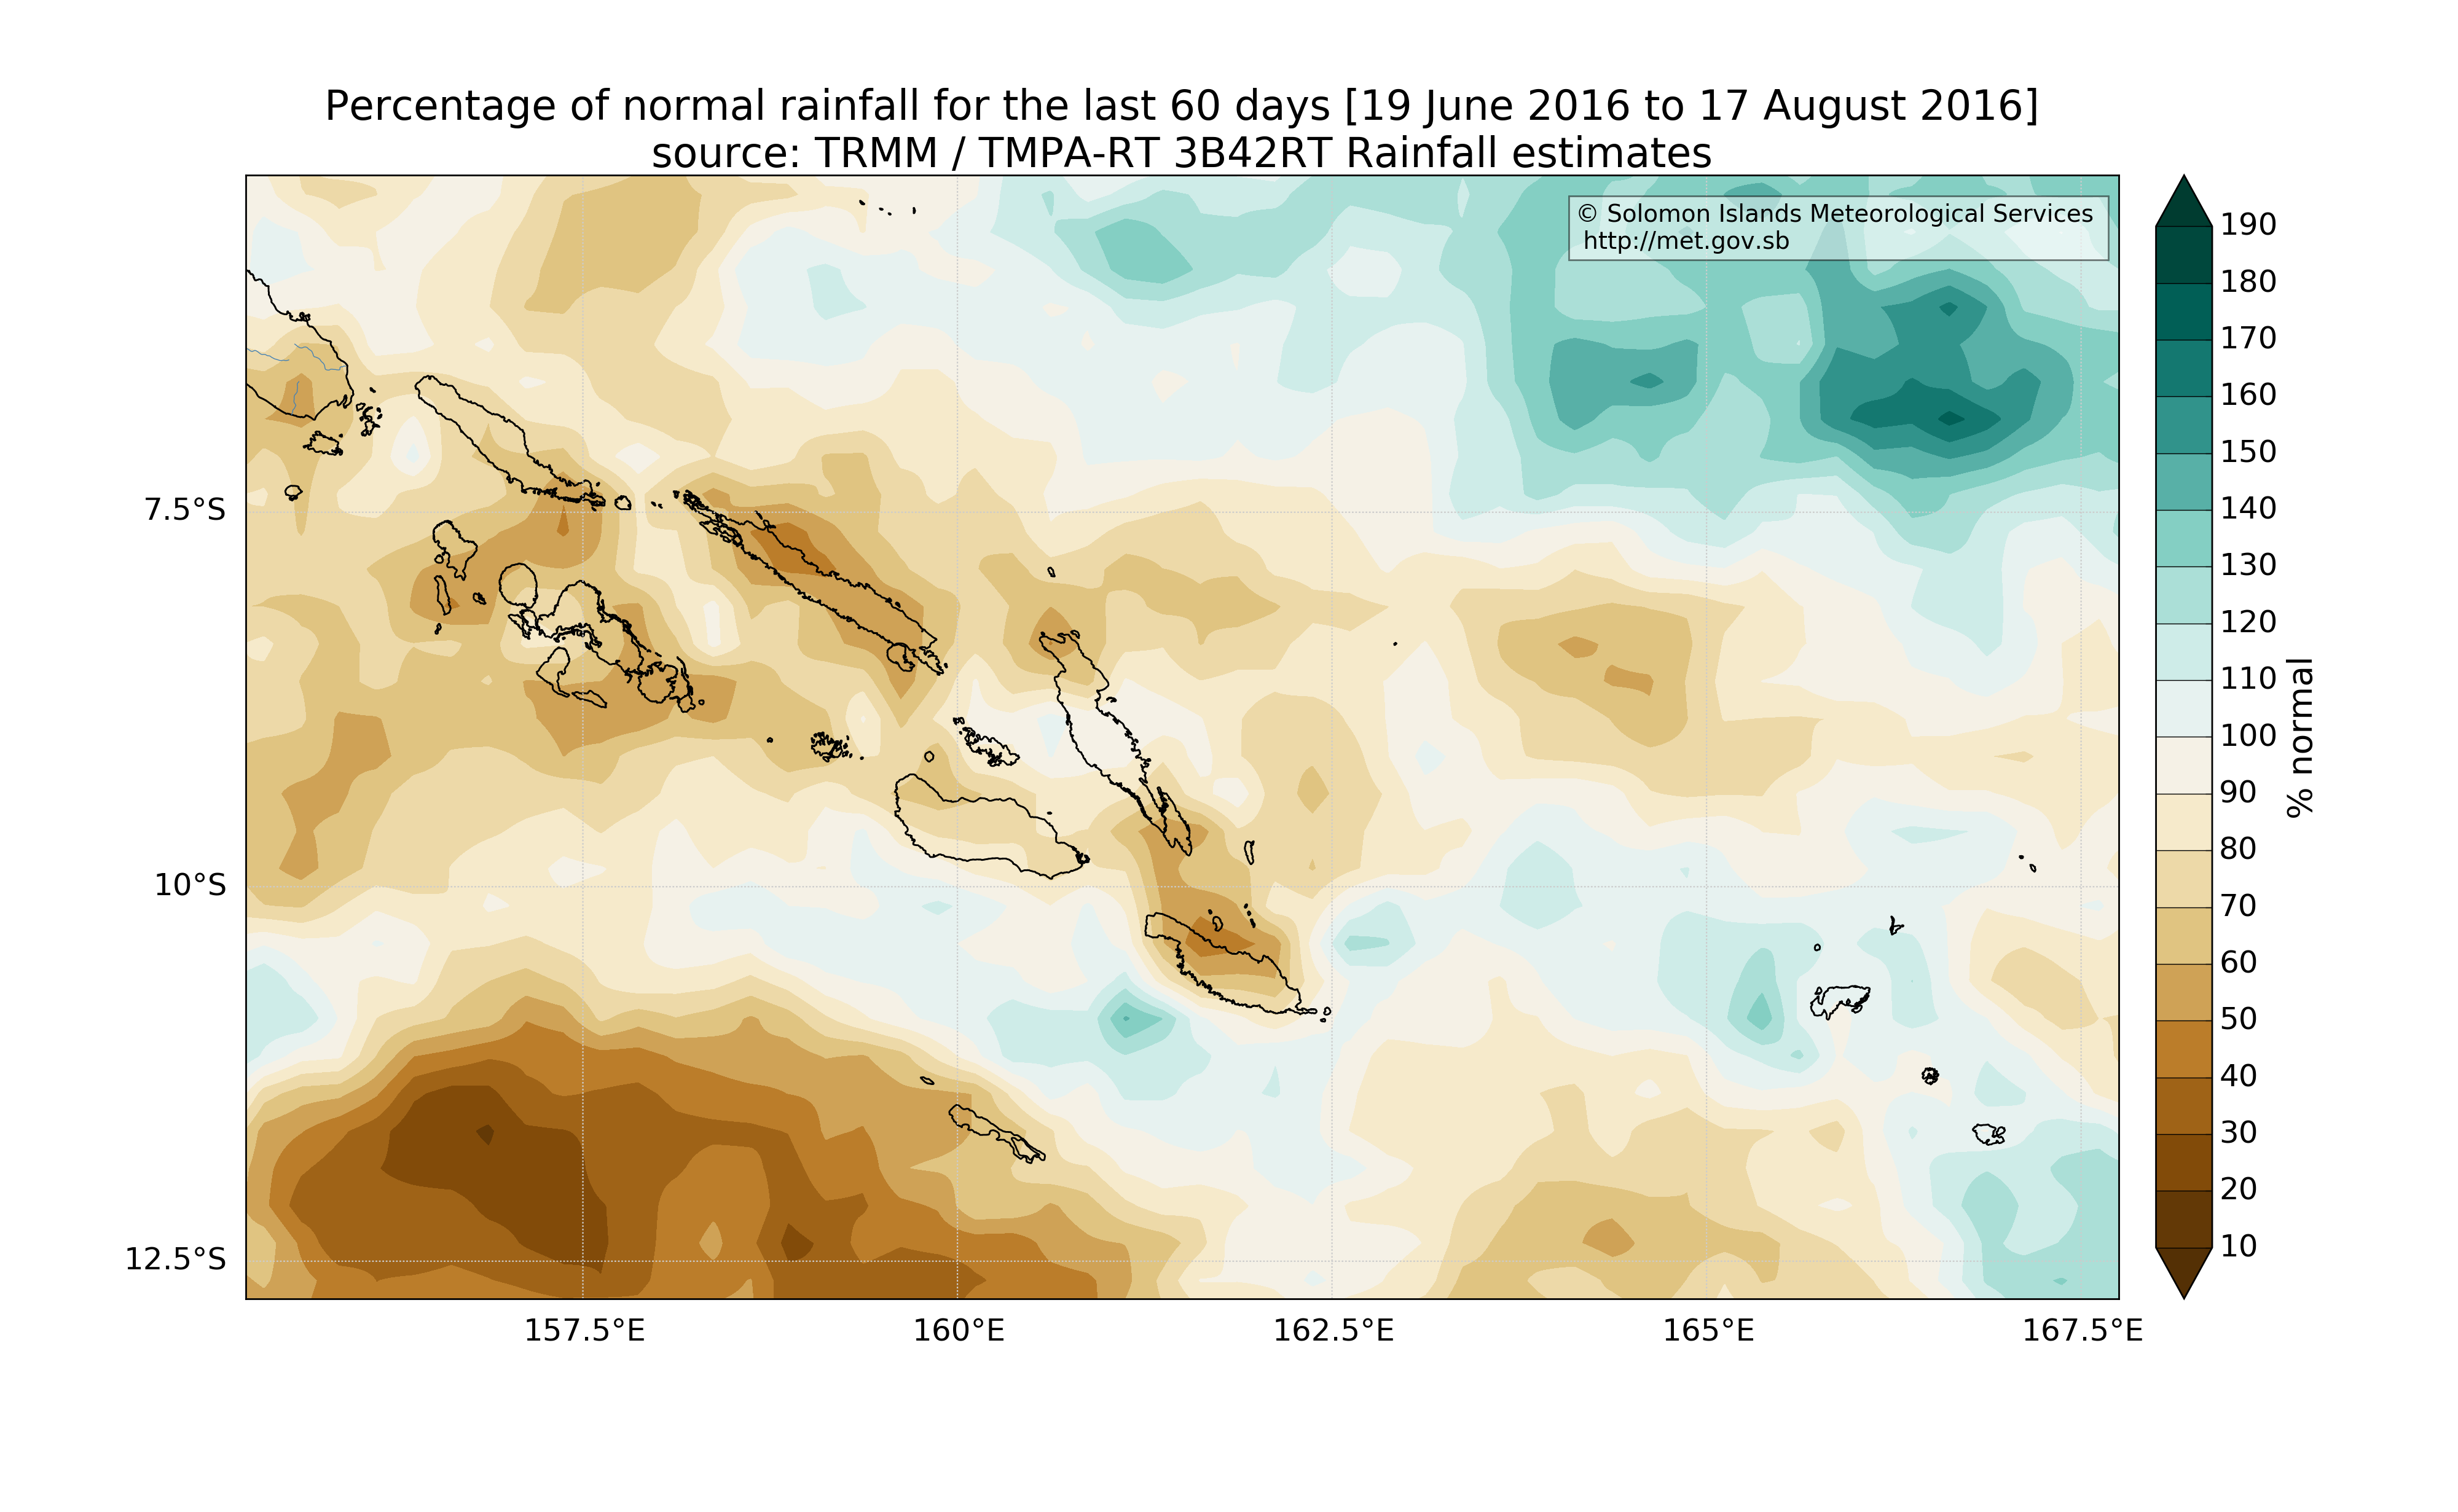 Percentage of normal rainfall for the last 60 days [19 June 2016 to 17 August 2016]
source: TRMM / TMPA-RT 3B42RT Rainfall estimates
© Solomon Islands Meteorological Services
http://met.gov.sb
7.5°S
10°S
12.5°S
157.5°E
160°E
162.5°E
165°E
167.5°E
190
180
170
160
150
140
130
120
110
100
90
80
70
60
50
40
30
20
10
% normal